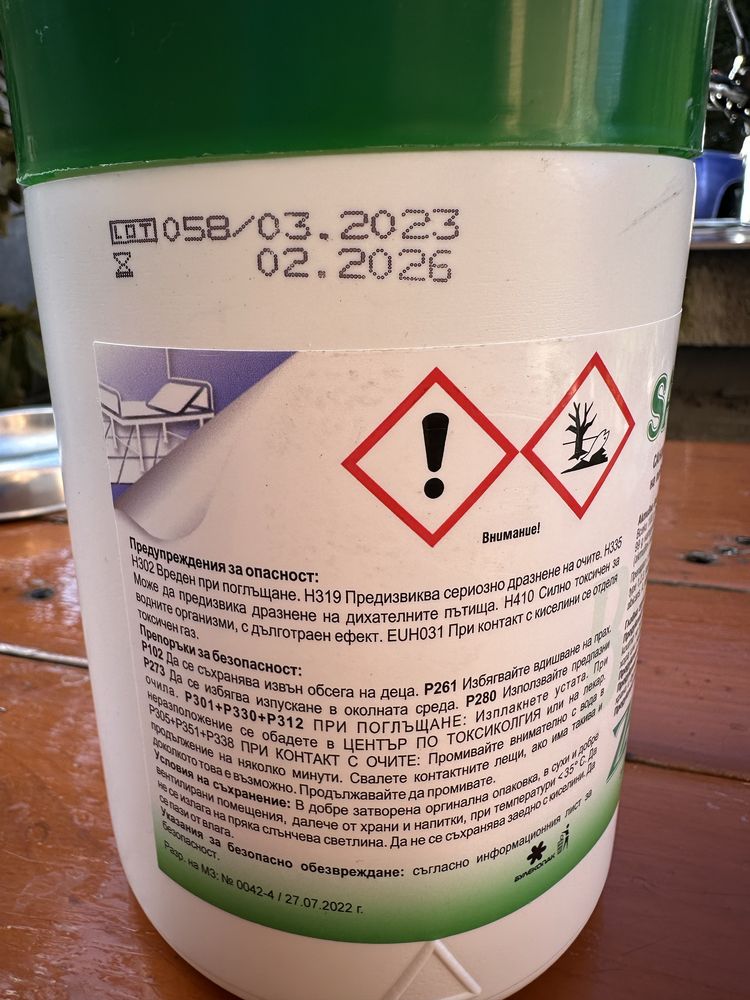 LOT 058/03.2023
02.2026
Внимание!
Предупреждения за опасност:
H302 Вреден при поглъщане. H319 Предизвиква сериозно дразнене на очите. H335
Може да предизвика дразнене на дихателните пътища. H410 Силно токсичен за
водните организми, с дълготраен ефект. EUH031 При контакт с киселини се отделя
токсичен газ.
Препоръки за безопасност:
P102 Да се съхранява извън обсега на деца. P261 Избягвайте вдишване на прах.
P273 Да се избягва изпускане в околната среда. P280 Използвайте предпазни
очила. P301+P330+P312 ПРИ ПОГЛЪЩАНЕ: Изплакнете устата. При
неразположение се обадете в ЦЕНТЪР ПО ТОКСИКОЛГИЯ или на лекар.
P305+P351+P338 ПРИ КОНТАКТ С ОЧИТЕ: Промивайте внимателно с вода в
продължение на няколко минути. Свалете контактните лещи, ако има такива и
доколкото това е възможно. Продължавайте да промивате.
Условия на съхранение: В добре затворена оргинална опаковка, в сухи и добре
вентилирани помещения, далече от храни и напитки, при температури < 35° C. Да
не се излага на пряка слънчева светлина. Да не се съхранява заедно с киселини. Да
се пази от влага.
Указания за безопасно обезвреждане: съгласно информационния лист за
безопасност.
БУЛЕКОПАК
Разр. на МЗ: № 0042-4 / 27.07.2022 г.